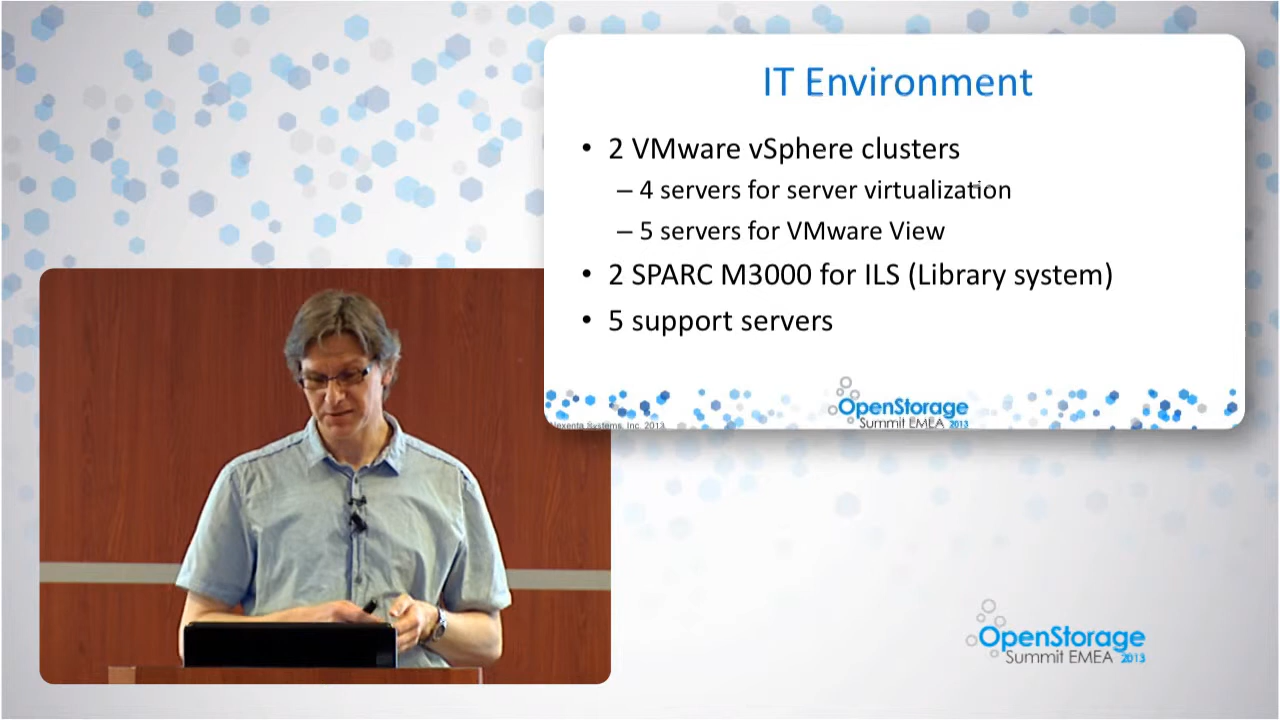 IT Environment
• 2 VMware vSphere clusters
– 4 servers for server virtualization
– 5 servers for VMware View
• 2 SPARC M3000 for ILS (Library system)
• 5 support servers
OpenStorage
Summit EMEA 2013
Nexenta Systems, Inc. 2013
OpenStorage
Summit EMEA 2013